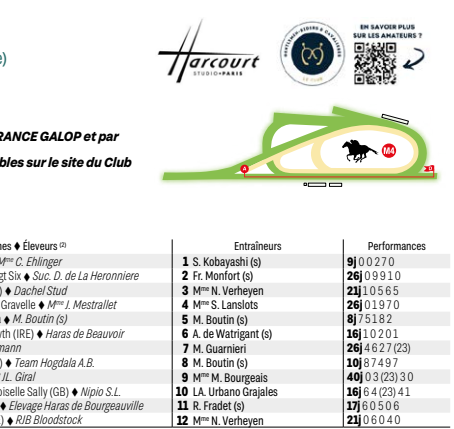 e)
Harcourt
STUDIO•PARIS
GENTLEMEN-RIDERS & CAVALIÈRES
EN SAVOIR PLUS
SUR LES AMATEURS ?
RANCE GALOP et par
bles sur le site du Club
M4
A
nes ♦ Éleveurs (2) Entraîneurs Performances
Mme C. Ehlinger 1 S. Kobayashi (s) 9j 0 0 2 7 0
gt Six ♦ Suc. D. de La Heronniere 2 Fr. Monfort (s) 26j 0 9 9 1 0
) ♦ Dachel Stud 3 Mme N. Verheyen 21j 1 0 5 6 5
Gravelle ♦ Mme J. Mestrallet 4 Mme S. Lanslots 26j 0 1 9 7 0
♦ M. Boutin (s) 5 M. Boutin (s) 8j 7 5 1 8 2
yth (IRE) ♦ Haras de Beauvoir 6 A. de Watrigant (s) 16j 1 0 2 0 1
mann 7 M. Guarnieri 26j 4 6 2 7 (23)
) ♦ Team Hogdala A.B. 8 M. Boutin (s) 10j 8 7 4 9 7
JL. Giral 9 Mme M. Bourgeais 40j 0 3 (23) 3 0
oiselle Sally (GB) ♦ Nipio S.L. 10 LA. Urbano Grajales 16j 6 4 (23) 4 1
♦ Elevage Haras de Bourgeauville 11 R. Fradet (s) 17j 6 0 5 0 6
) ♦ RJB Bloodstock 12 Mme N. Verheyen 21j 0 6 0 4 0